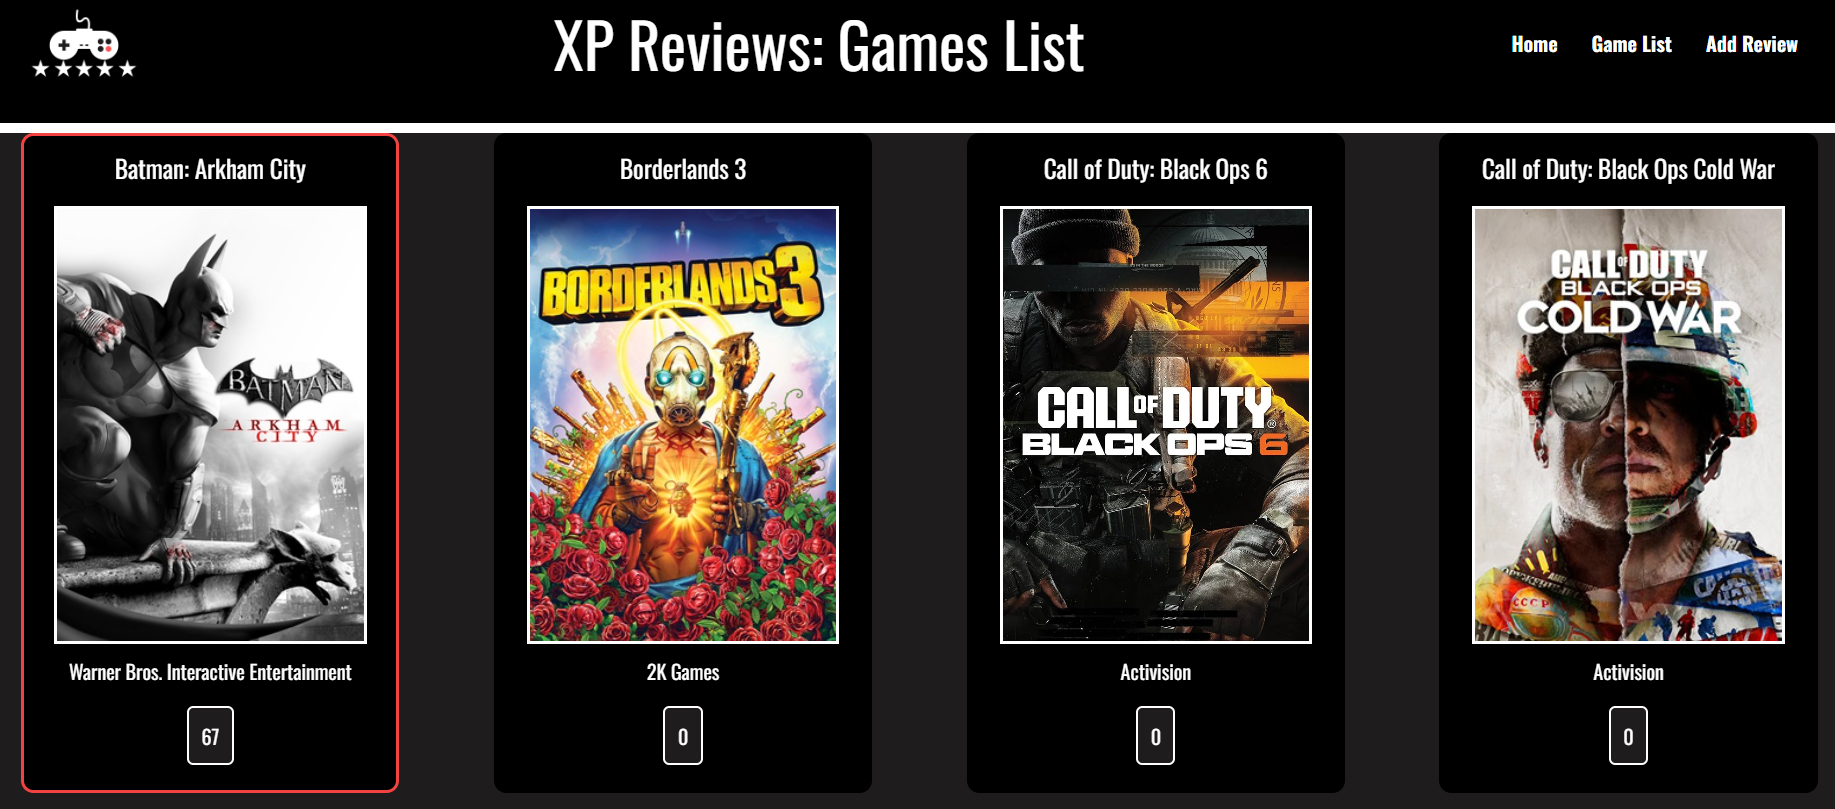 XP Reviews: Games List
Home Game List Add Review
Batman: Arkham City
Borderlands 3
Call of Duty: Black Ops 6
Call of Duty: Black Ops Cold War
BATMAN
ARKHAM
CITY
BORDERLANDS 3
CALL OF DUTY®
BLACK OPS 6
CALL OF DUTY
BLACK OPS
COLD WAR
CCCP
Warner Bros. Interactive Entertainment
2K Games
Activision
Activision
67
0
0
0